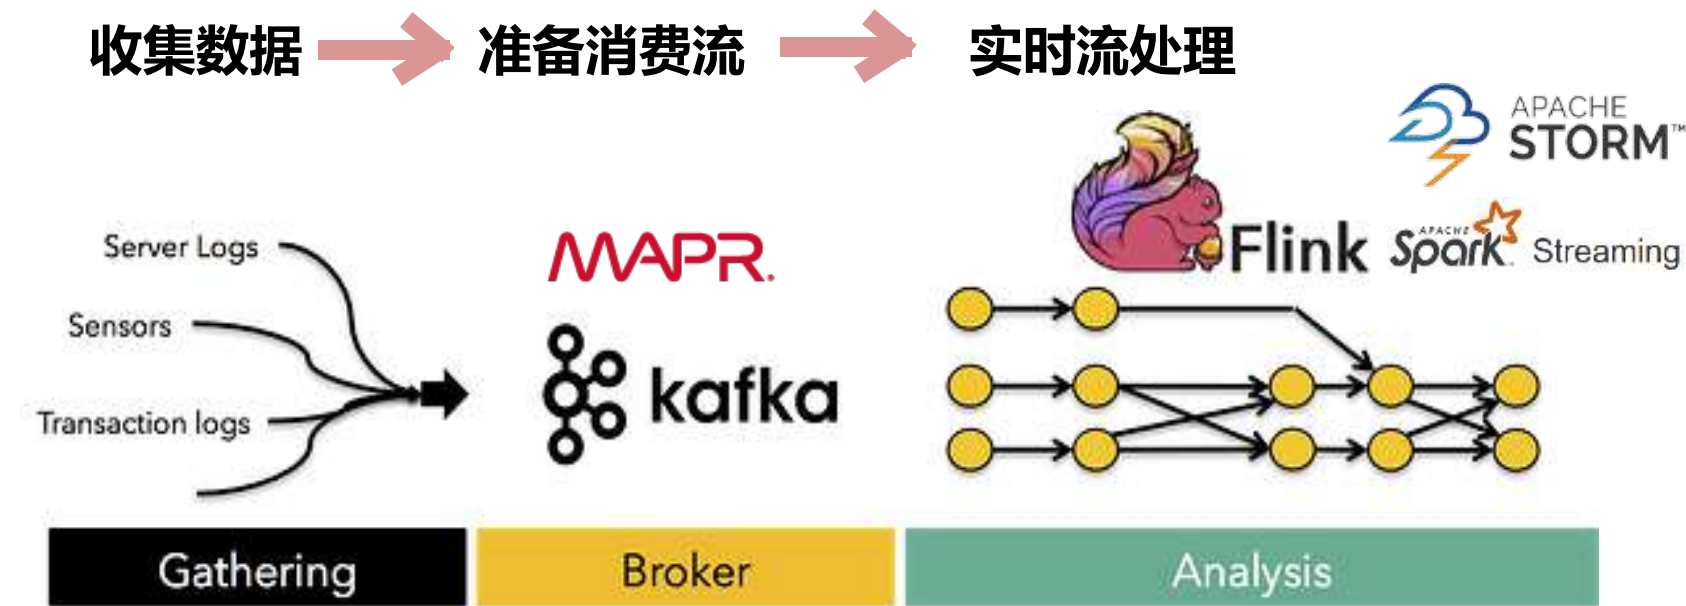 收集数据
准备消费流
实时流处理
APACHE
STORM™
Server Logs
MAPR.
Flink
APACHE
Spark Streaming
Sensors
kafka
Transaction logs
Gathering
Broker
Analysis